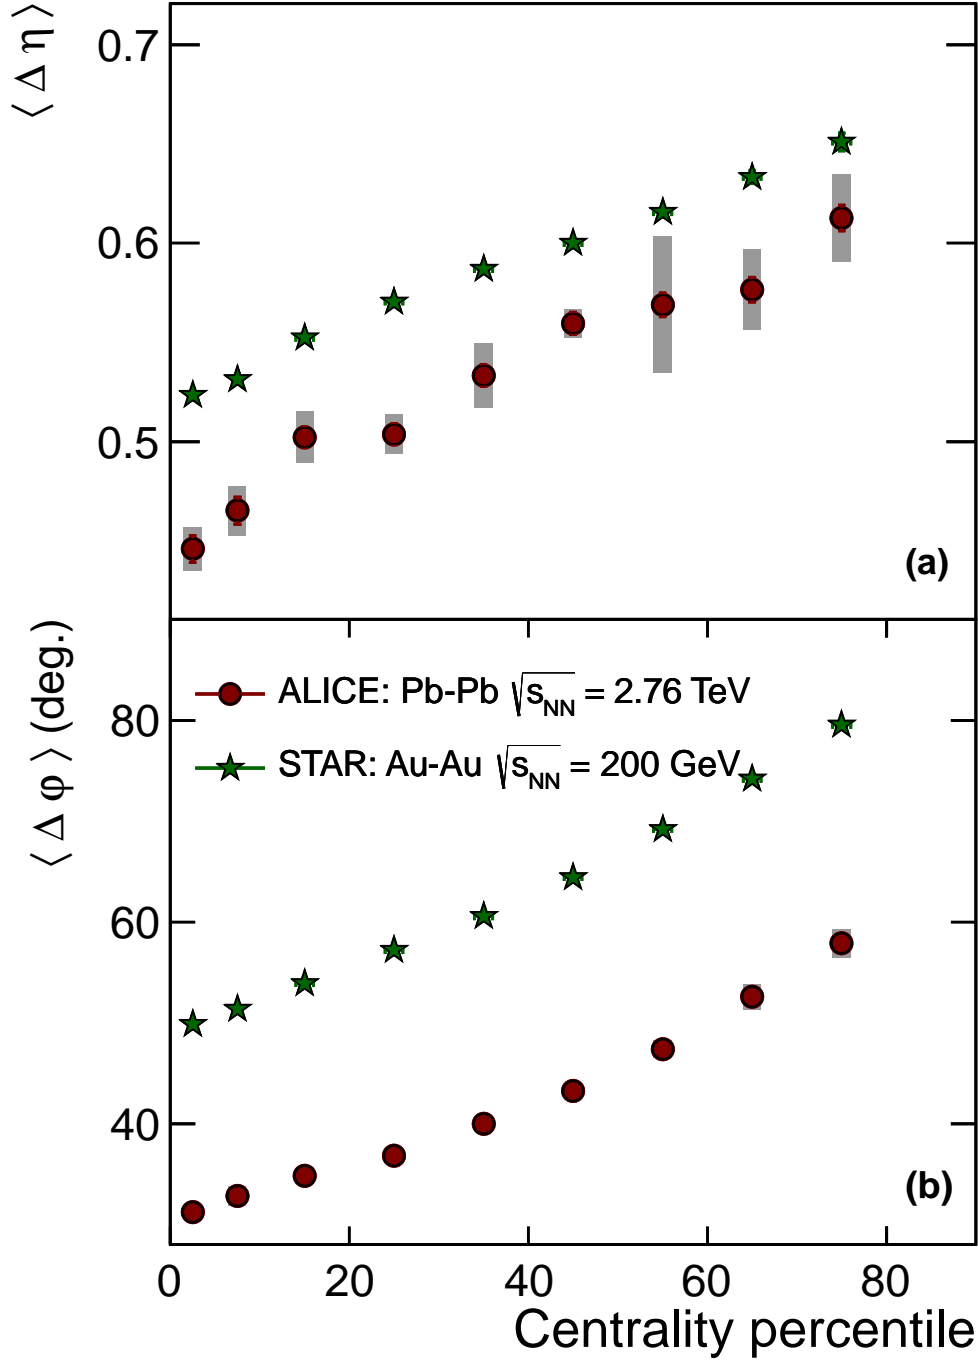 ⟨ Δ η ⟩
0.7
0.6
0.5
(a)
⟨ Δ φ ⟩ (deg.)
ALICE: Pb-Pb √sNN = 2.76 TeV
80
STAR: Au-Au √sNN = 200 GeV
60
40
(b)
0 20 40 60 80
Centrality percentile